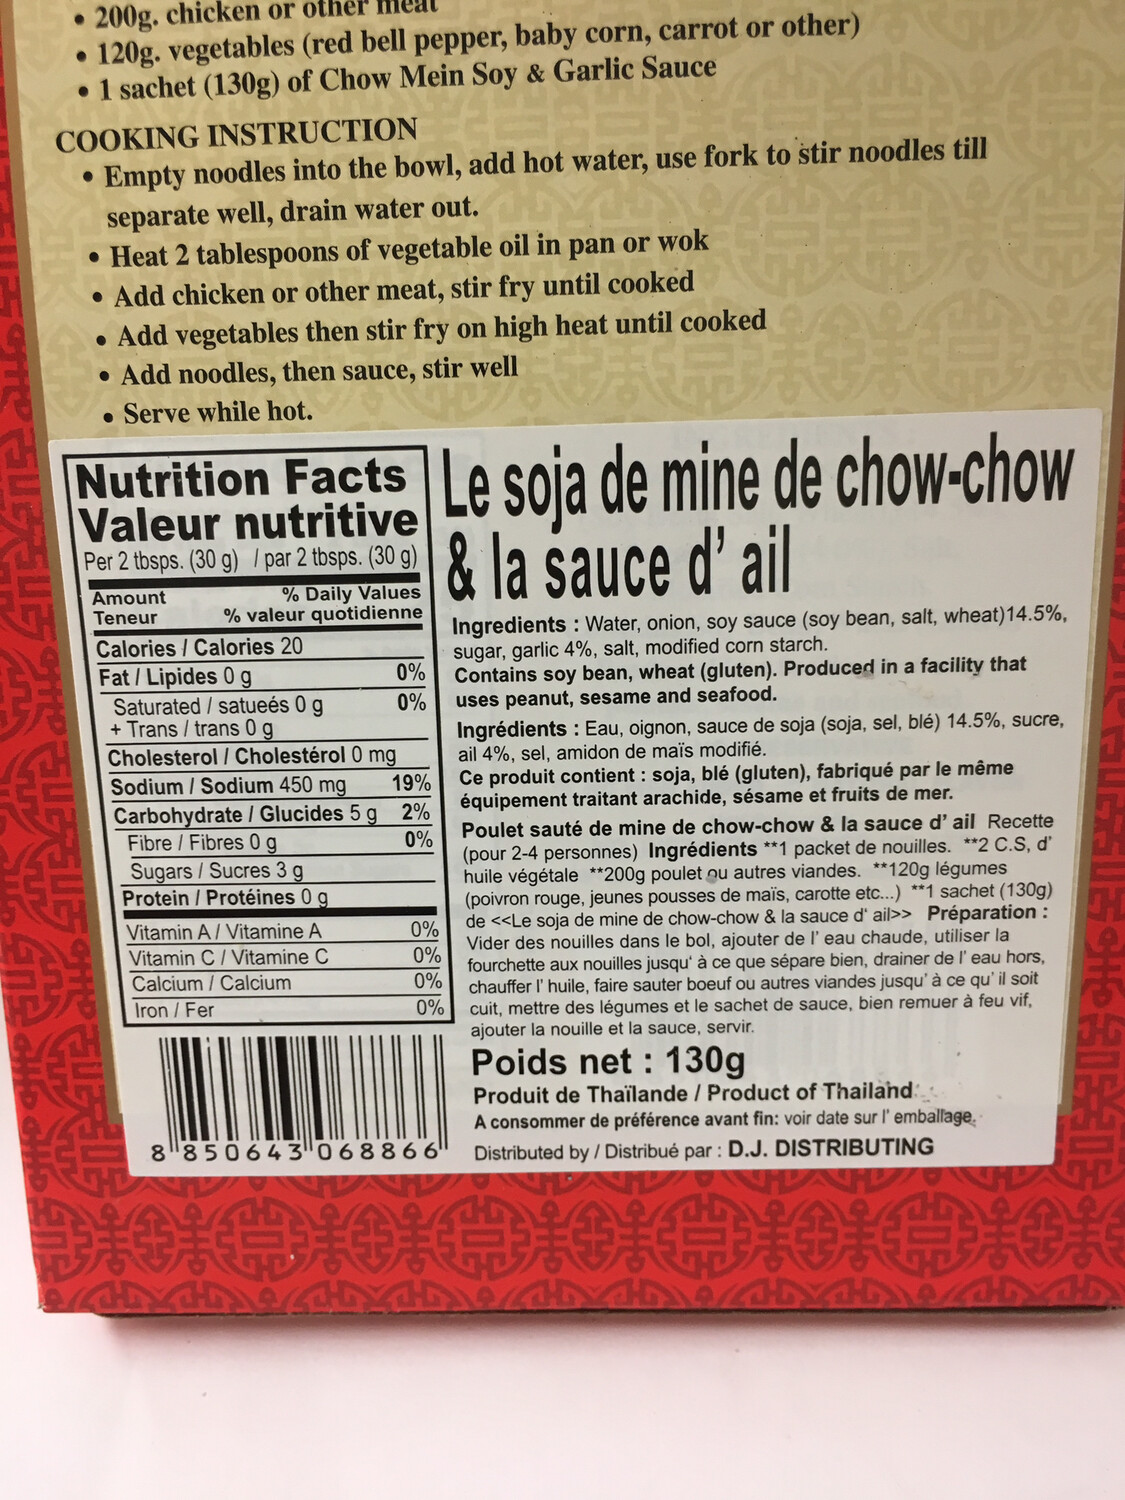 • 200g. chicken or other meat
• 120g. vegetables (red bell pepper, baby corn, carrot or other)
• 1 sachet (130g) of Chow Mein Soy & Garlic Sauce
COOKING INSTRUCTION
• Empty noodles into the bowl, add hot water, use fork to stir noodles till
separate well, drain water out.
• Heat 2 tablespoons of vegetable oil in pan or wok
• Add chicken or other meat, stir fry until cooked
• Add vegetables then stir fry on high heat until cooked
• Add noodles, then sauce, stir well
• Serve while hot.
Nutrition Facts
Valeur nutritive
Per 2 tbsps. (30 g) / par 2 tbsps. (30 g)
Amount % Daily Values
Teneur % valeur quotidienne
Calories / Calories 20
Fat / Lipides 0 g 0%
Saturated / satueés 0 g 0%
+ Trans / trans 0 g
Cholesterol / Cholestérol 0 mg
Sodium / Sodium 450 mg 19%
Carbohydrate / Glucides 5 g 2%
Fibre / Fibres 0 g 0%
Sugars / Sucres 3 g
Protein / Protéines 0 g
Vitamin A / Vitamine A 0%
Vitamin C / Vitamine C 0%
Calcium / Calcium 0%
Iron / Fer 0%
8 850643 068866
Le soja de mine de chow-chow
& la sauce d' ail
Ingredients : Water, onion, soy sauce (soy bean, salt, wheat)14.5%,
sugar, garlic 4%, salt, modified corn starch.
Contains soy bean, wheat (gluten). Produced in a facility that
uses peanut, sesame and seafood.
Ingrédients : Eau, oignon, sauce de soja (soja, sel, blé) 14.5%, sucre,
ail 4%, sel, amidon de maïs modifié.
Ce produit contient : soja, blé (gluten), fabriqué par le même
équipement traitant arachide, sésame et fruits de mer.
Poulet sauté de mine de chow-chow & la sauce d' ail Recette
(pour 2-4 personnes) Ingrédients **1 packet de nouilles. **2 C.S, d'
huile végétale **200g poulet ou autres viandes. **120g légumes
(poivron rouge, jeunes pousses de maïs, carotte etc...) **1 sachet (130g)
de <<Le soja de mine de chow-chow & la sauce d' ail>> Préparation :
Vider des nouilles dans le bol, ajouter de l' eau chaude, utiliser la
fourchette aux nouilles jusqu' à ce que sépare bien, drainer de l' eau hors,
chauffer l' huile, faire sauter boeuf ou autres viandes jusqu' à ce qu' il soit
cuit, mettre des légumes et le sachet de sauce, bien remuer à feu vif,
ajouter la nouille et la sauce, servir.
Poids net : 130g
Produit de Thaïlande / Product of Thailand
A consommer de préférence avant fin: voir date sur l' emballage.
Distributed by / Distribué par : D.J. DISTRIBUTING